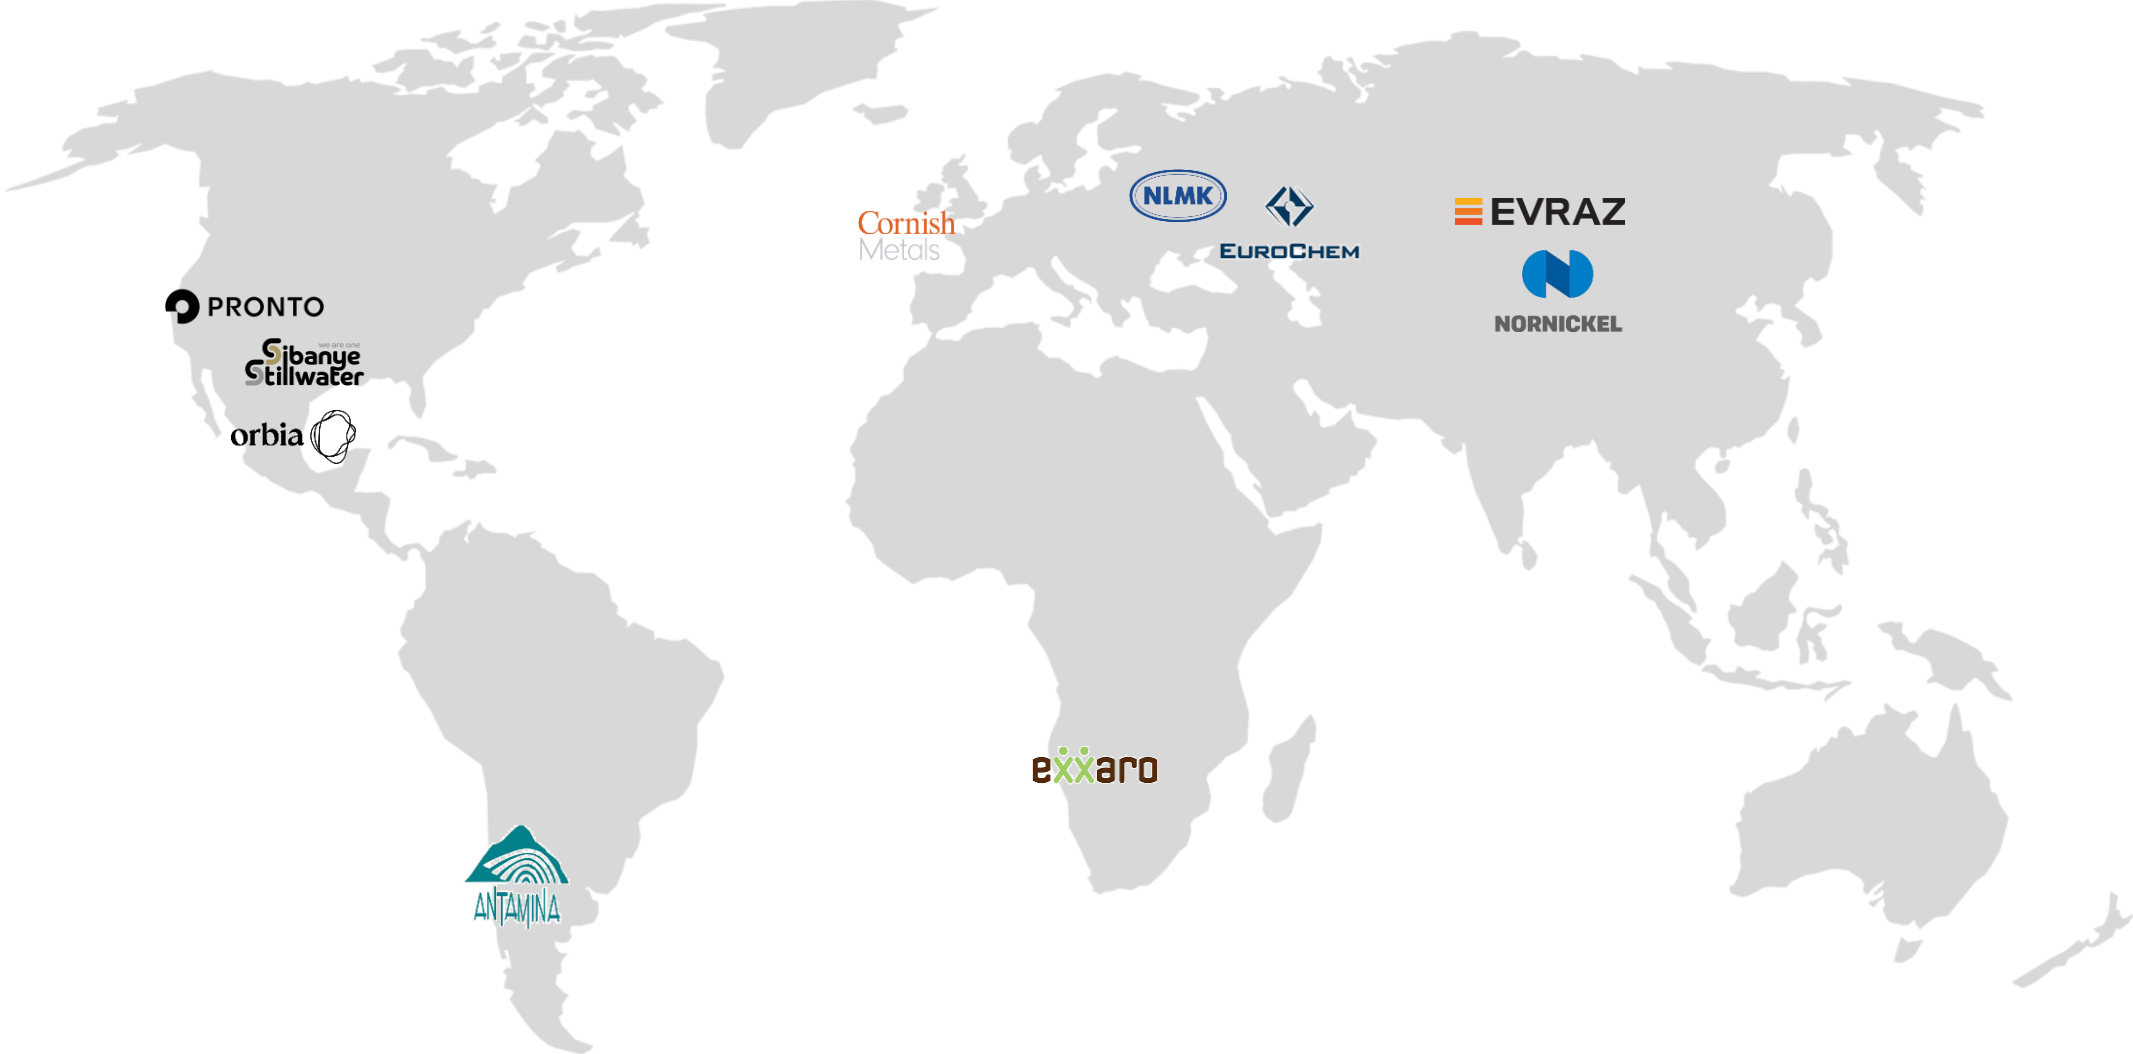 NLMK
EUROCHEM
EVRAZ
NORNICKEL
Cornish
Metals
PRONTO
we are one
Sibanye
Stillwater
orbia
exxaro
ANTAMINA